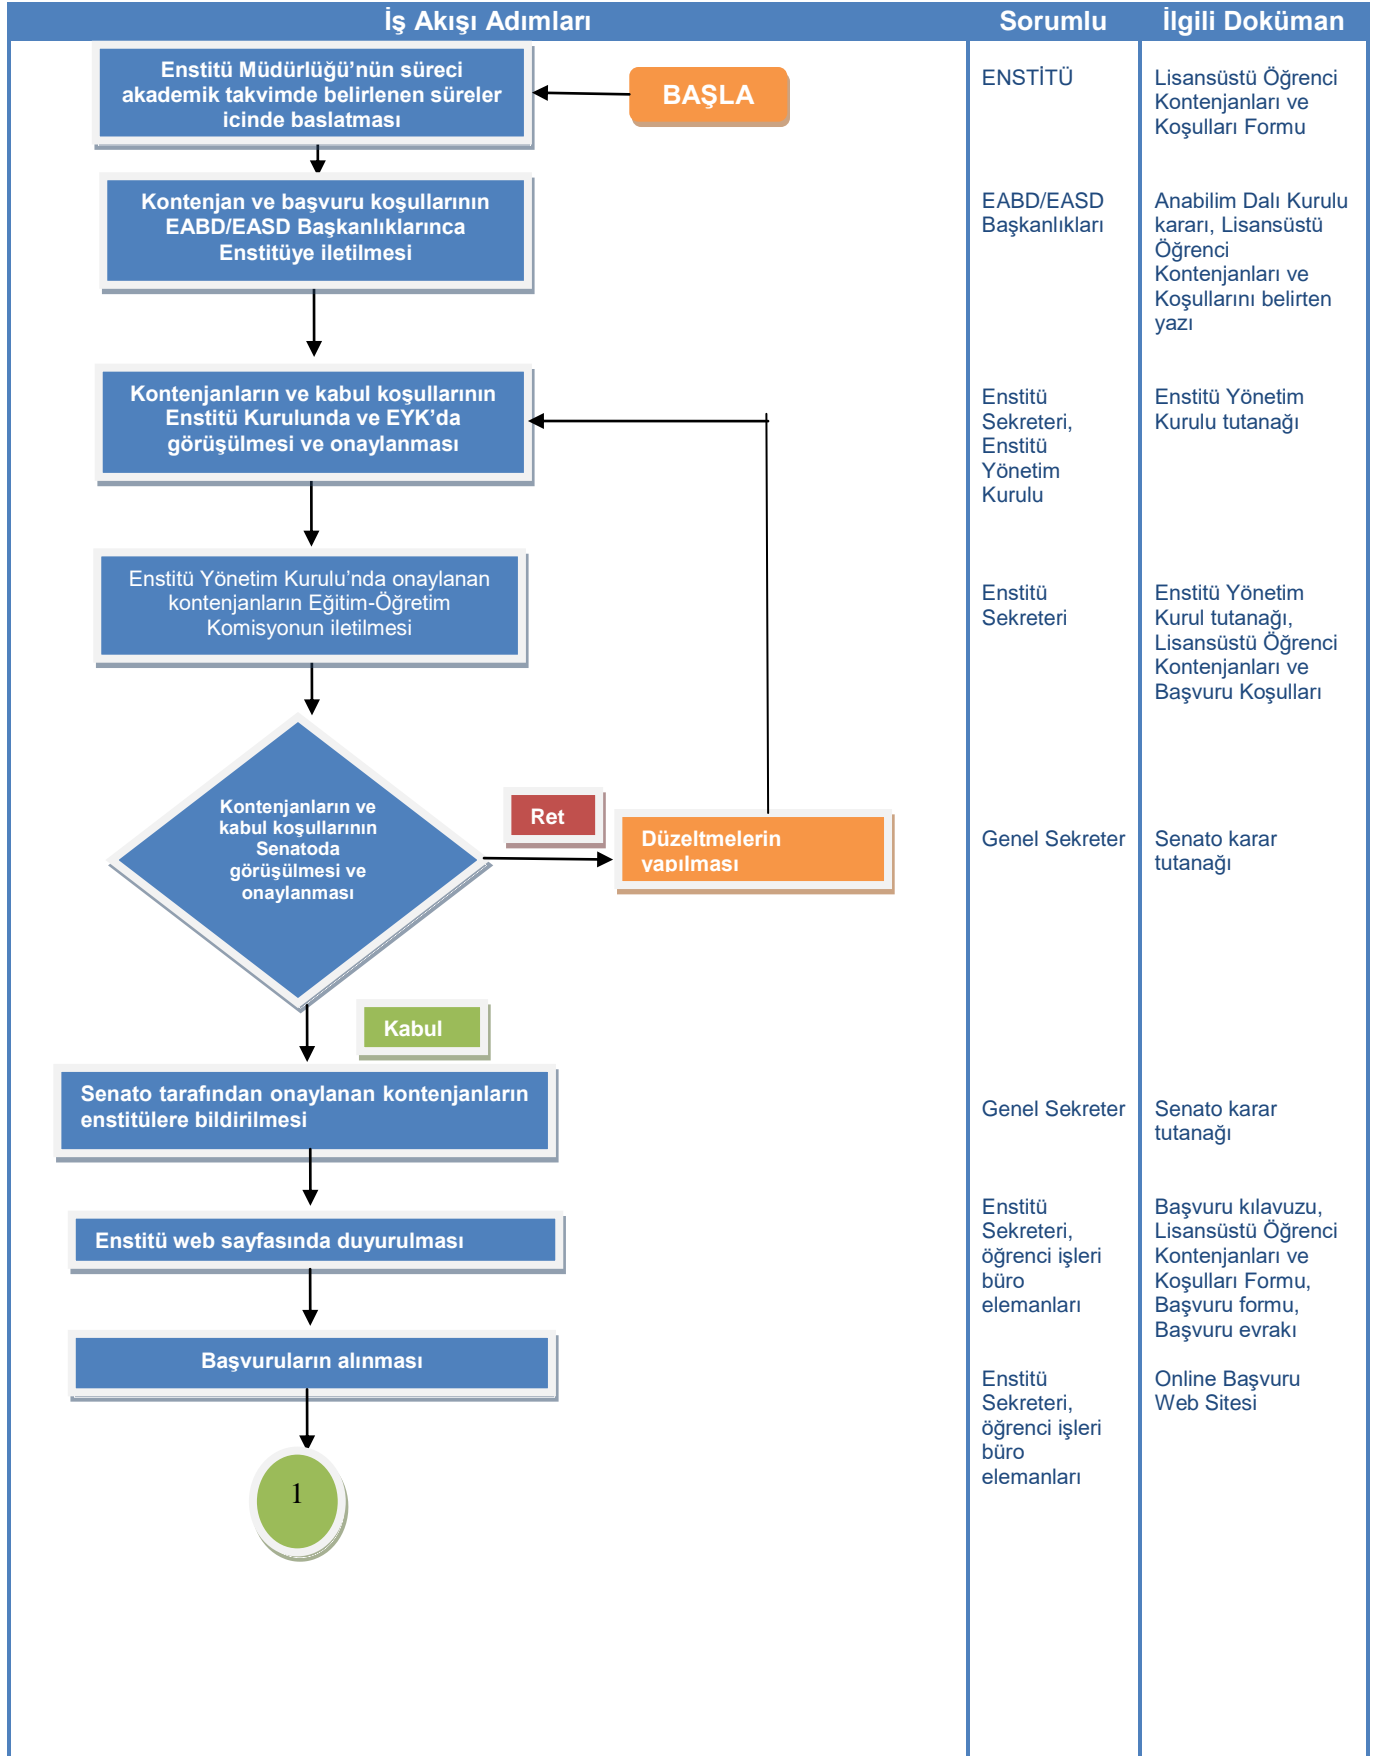 İş Akışı Adımları
Sorumlu
İlgili Doküman
Enstitü Müdürlüğü’nün süreci
akademik takvimde belirlenen süreler
icinde baslatması
BAŞLA
ENSTİTÜ
Lisansüstü Öğrenci
Kontenjanları ve
Koşulları Formu
Kontenjan ve başvuru koşullarının
EABD/EASD Başkanlıklarınca
Enstitüye iletilmesi
EABD/EASD
Başkanlıkları
Anabilim Dalı Kurulu
kararı, Lisansüstü
Öğrenci
Kontenjanları ve
Koşullarını belirten
yazı
Kontenjanların ve kabul koşullarının
Enstitü Kurulunda ve EYK’da
görüşülmesi ve onaylanması
Enstitü
Sekreteri,
Enstitü
Yönetim
Kurulu
Enstitü Yönetim
Kurulu tutanağı
Enstitü Yönetim Kurulu’nda onaylanan
kontenjanların Eğitim-Öğretim
Komisyonun iletilmesi
Enstitü
Sekreteri
Enstitü Yönetim
Kurul tutanağı,
Lisansüstü Öğrenci
Kontenjanları ve
Başvuru Koşulları
Kontenjanların ve
kabul koşullarının
Senatoda
görüşülmesi ve
onaylanması
Ret
Düzeltmelerin
yapılması
Genel Sekreter
Senato karar
tutanağı
Kabul
Senato tarafından onaylanan kontenjanların
enstitülere bildirilmesi
Genel Sekreter
Senato karar
tutanağı
Enstitü web sayfasında duyurulması
Enstitü
Sekreteri,
öğrenci işleri
büro
elemanları
Başvuru kılavuzu,
Lisansüstü Öğrenci
Kontenjanları ve
Koşulları Formu,
Başvuru formu,
Başvuru evrakı
Başvuruların alınması
Enstitü
Sekreteri,
öğrenci işleri
büro
elemanları
Online Başvuru
Web Sitesi
1